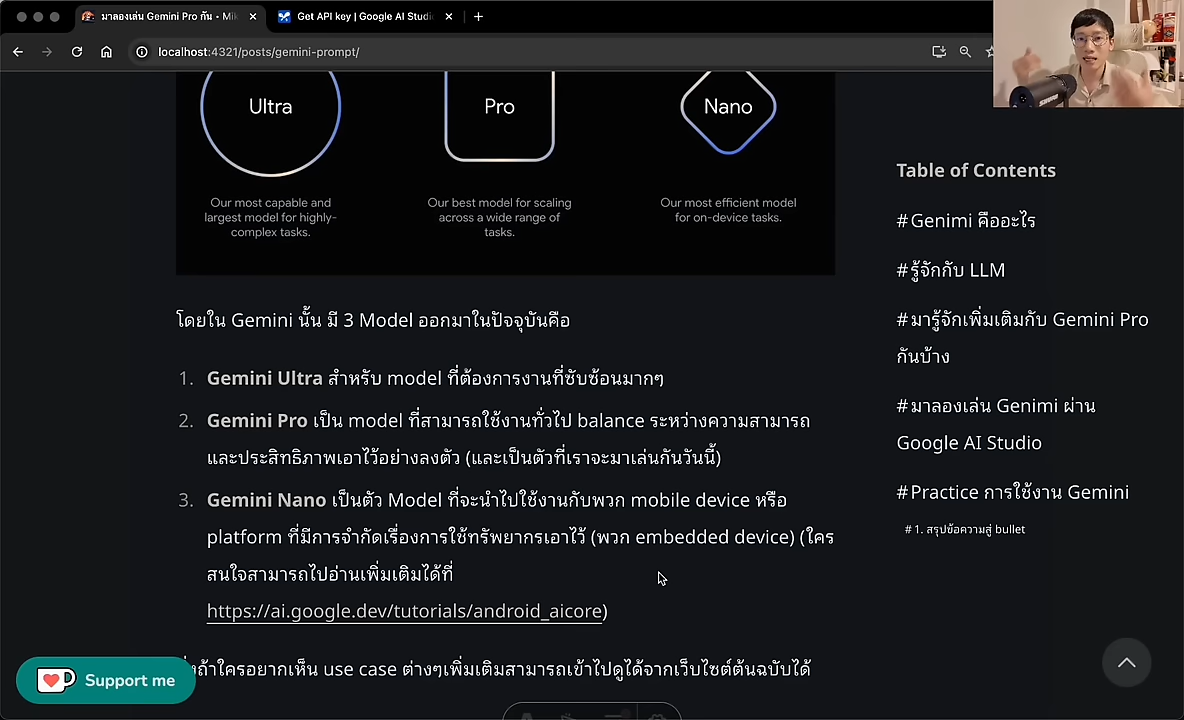 มาลองเล่น Gemini Pro กัน • Mik
Get API key | Google AI Studi
localhost:4321/posts/gemini-prompt/
Ultra
Pro
Nano
Our most capable and
largest model for highly-
complex tasks.
Our best model for scaling
across a wide range of
tasks.
Our most efficient model
for on-device tasks.
โดยใน Gemini นั้น มี 3 Model ออกมาในปัจจุบันคือ
1. Gemini Ultra สำหรับ model ที่ต้องการงานที่ซับซ้อนมากๆ
2. Gemini Pro เป็น model ที่สามารถใช้งานทั่วไป balance ระหว่างความสามารถ
และประสิทธิภาพเอาไว้อย่างลงตัว (และเป็นตัวที่เราจะมาเล่นกันวันนี้)
3. Gemini Nano เป็นตัว Model ที่จะนำไปใช้งานกับพวก mobile device หรือ
platform ที่มีการจำกัดเรื่องการใช้ทรัพยากรเอาไว้ (พวก embedded device) (ใคร
สนใจสามารถไปอ่านเพิ่มเติมได้ที่
https://ai.google.dev/tutorials/android_aicore)
ถ้าใครอยากเห็น use case ต่างๆเพิ่มเติมสามารถเข้าไปดูได้จากเว็บไซต์ต้นฉบับได้
Support me
Table of Contents
#Genimi คืออะไร
#รู้จักกับ LLM
#มารู้จักเพิ่มเติมกับ Gemini Pro
กันบ้าง
#มาลองเล่น Genimi ผ่าน
Google AI Studio
#Practice การใช้งาน Gemini
#1. สรุปข้อความสู่ bullet